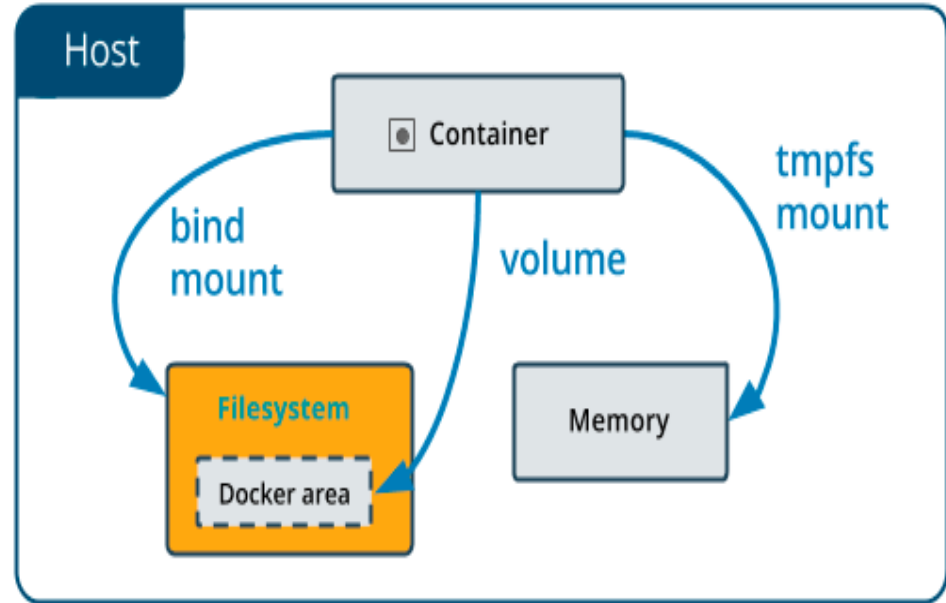 Host
Container
tmpfs
mount
bind
mount
volume
Filesystem
Memory
Docker area